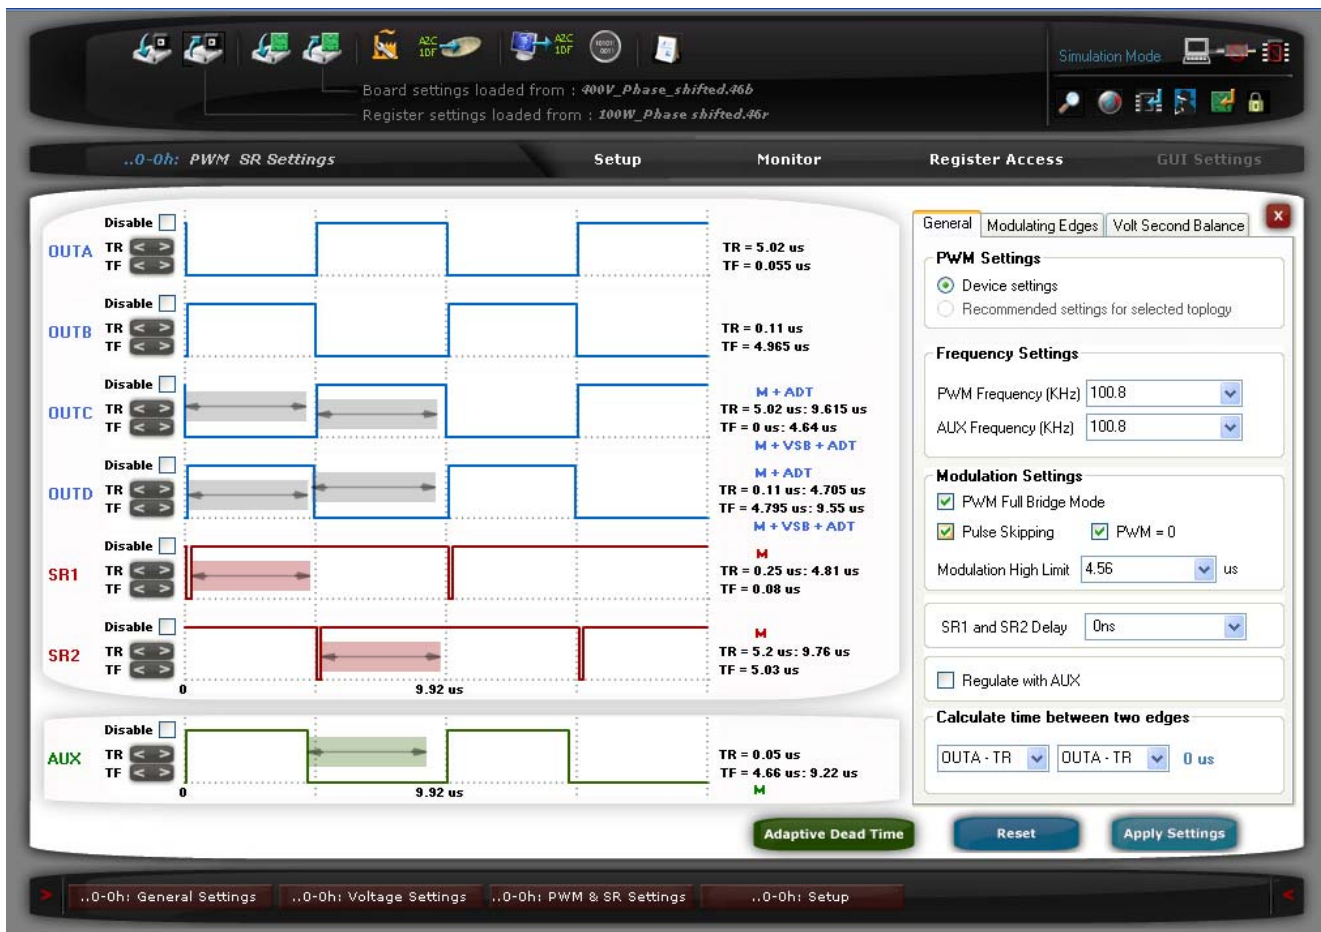 A2C
1DF
A2C
1DF
10101
0011
Simulation Mode
Board settings loaded from : 400V_Phase_shifted.46b
Register settings loaded from : 100W_Phase shifted.46r
..0-0h: PWM SR Settings
Setup
Monitor
Register Access
GUI Settings
Disable
OUTA
TR < >
TF < >
TR = 5.02 us
TF = 0.055 us
Disable
OUTB
TR < >
TF < >
TR = 0.11 us
TF = 4.965 us
Disable
OUTC
TR < >
TF < >
M + ADT
TR = 5.02 us: 9.615 us
TF = 0 us: 4.64 us
M + VSB + ADT
Disable
OUTD
TR < >
TF < >
M + ADT
TR = 0.11 us: 4.705 us
TF = 4.795 us: 9.55 us
M + VSB + ADT
Disable
SR1
TR < >
TF < >
M
TR = 0.25 us: 4.81 us
TF = 0.08 us
Disable
SR2
TR < >
TF < >
M
TR = 5.2 us: 9.76 us
TF = 5.03 us
0
9.92 us
Disable
AUX
TR < >
TF < >
TR = 0.05 us
TF = 4.66 us: 9.22 us
M
0
9.92 us
General
Modulating Edges
Volt Second Balance
X
PWM Settings
Device settings
Recommended settings for selected toplogy
Frequency Settings
PWM Frequency (KHz) 100.8
AUX Frequency (KHz) 100.8
Modulation Settings
PWM Full Bridge Mode
Pulse Skipping
PWM = 0
Modulation High Limit 4.56 us
SR1 and SR2 Delay 0ns
Regulate with AUX
Calculate time between two edges
OUTA - TR
OUTA - TR
0 us
Adaptive Dead Time
Reset
Apply Settings
>
..0-0h: General Settings
..0-0h: Voltage Settings
..0-0h: PWM & SR Settings
..0-0h: Setup
<